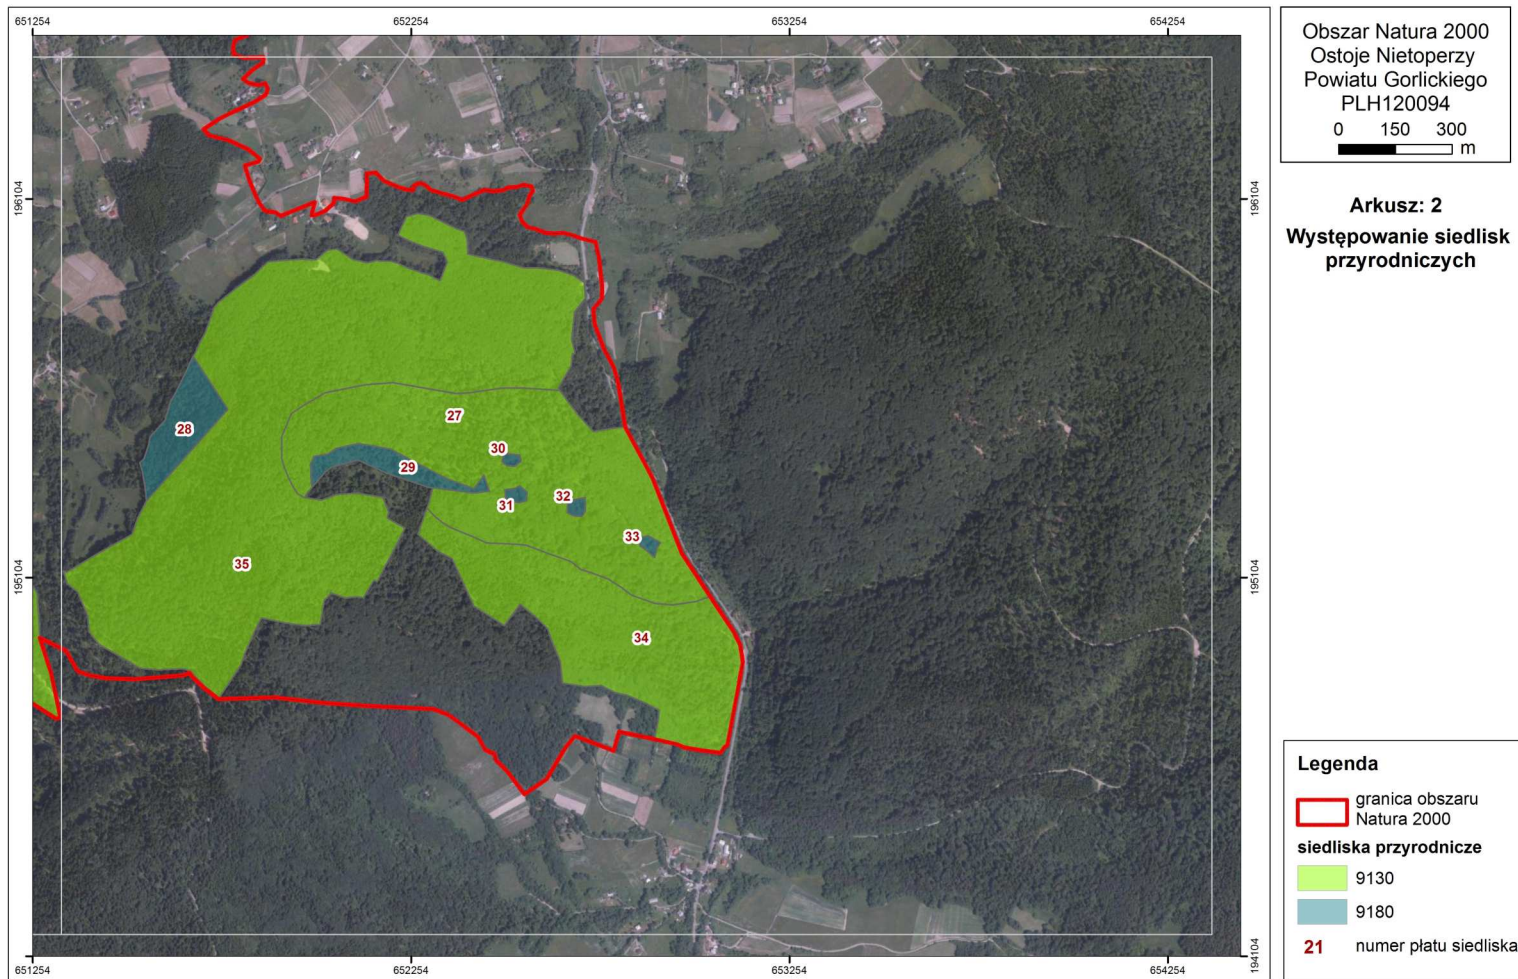 651254
652254
653254
654254
Obszar Natura 2000
Ostoje Nietoperzy
Powiatu Gorlickiego
PLH120094
0 150 300
m
Arkusz: 2
Występowanie siedlisk
przyrodniczych
196104
196104
27
28
30
29
32
31
33
35
195104
195104
34
Legenda
granica obszaru
Natura 2000
siedliska przyrodnicze
9130
9180
21 numer płatu siedliska
194104
194104
651254
652254
653254
654254